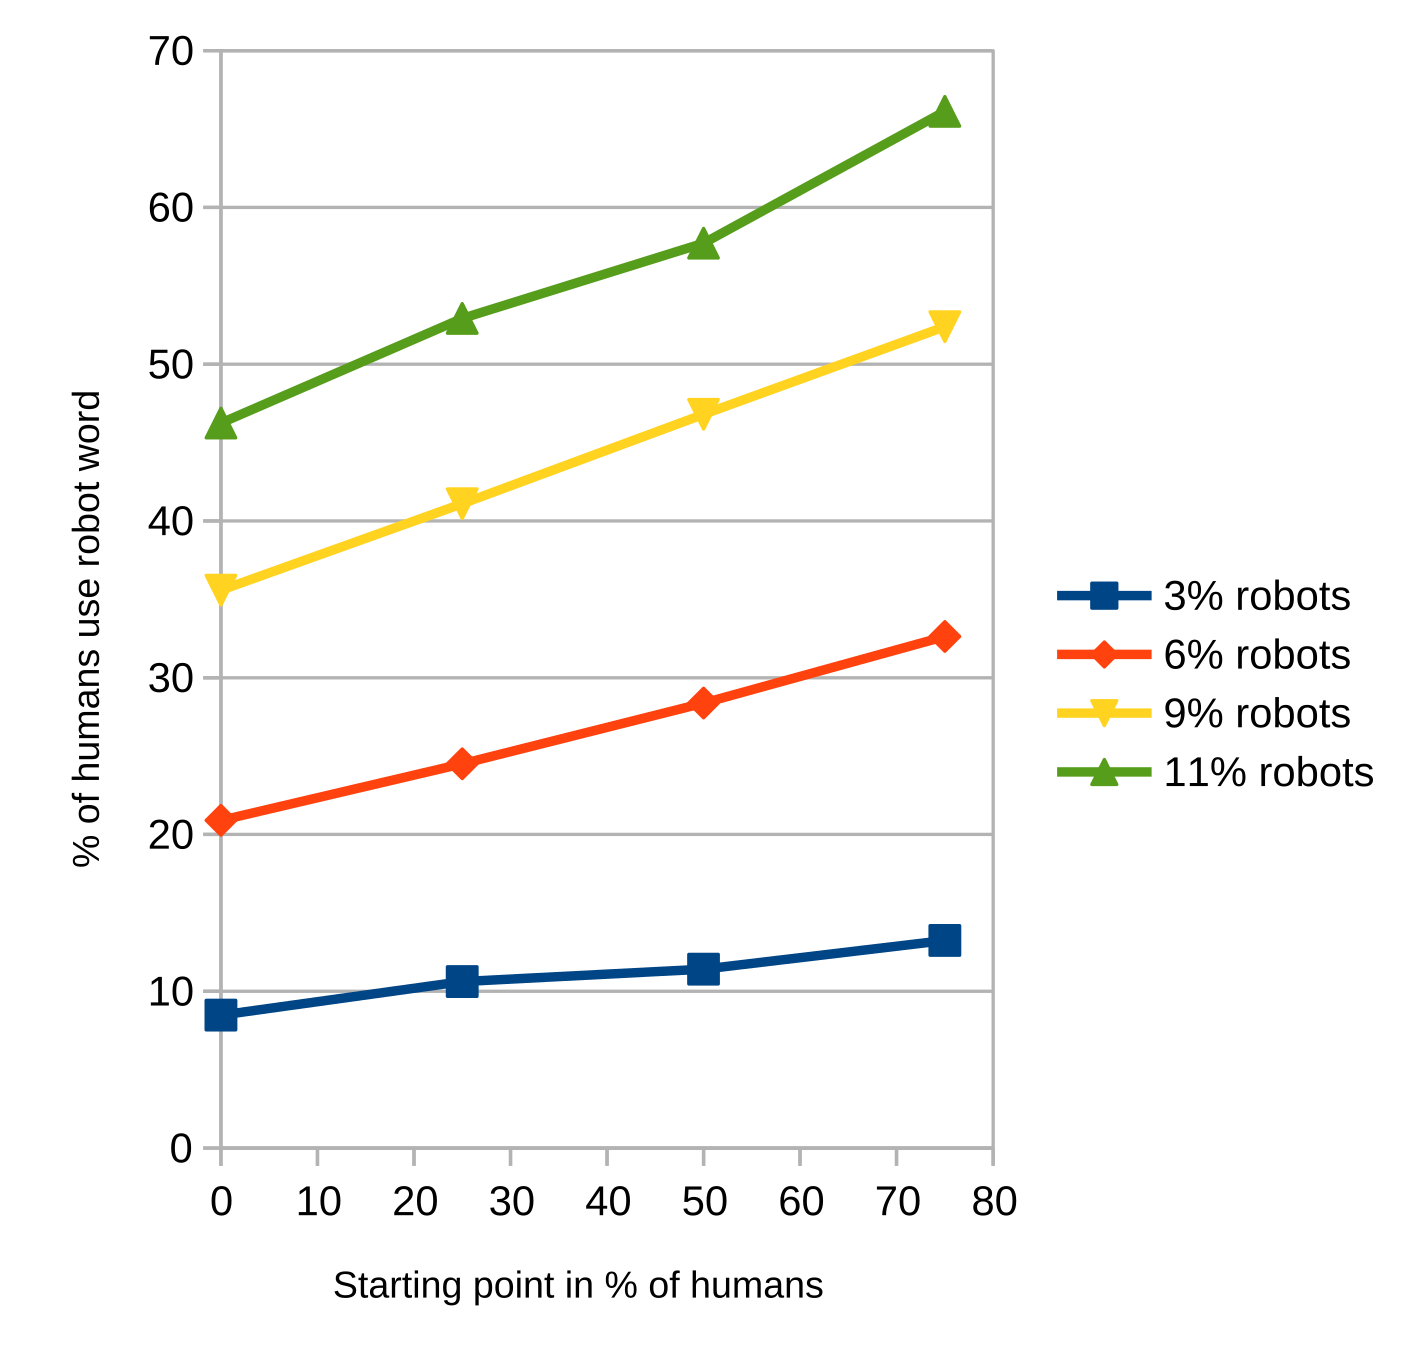 70
60
50
40
30
20
10
0
% of humans use robot word
0 10 20 30 40 50 60 70 80
Starting point in % of humans
3% robots
6% robots
9% robots
11% robots